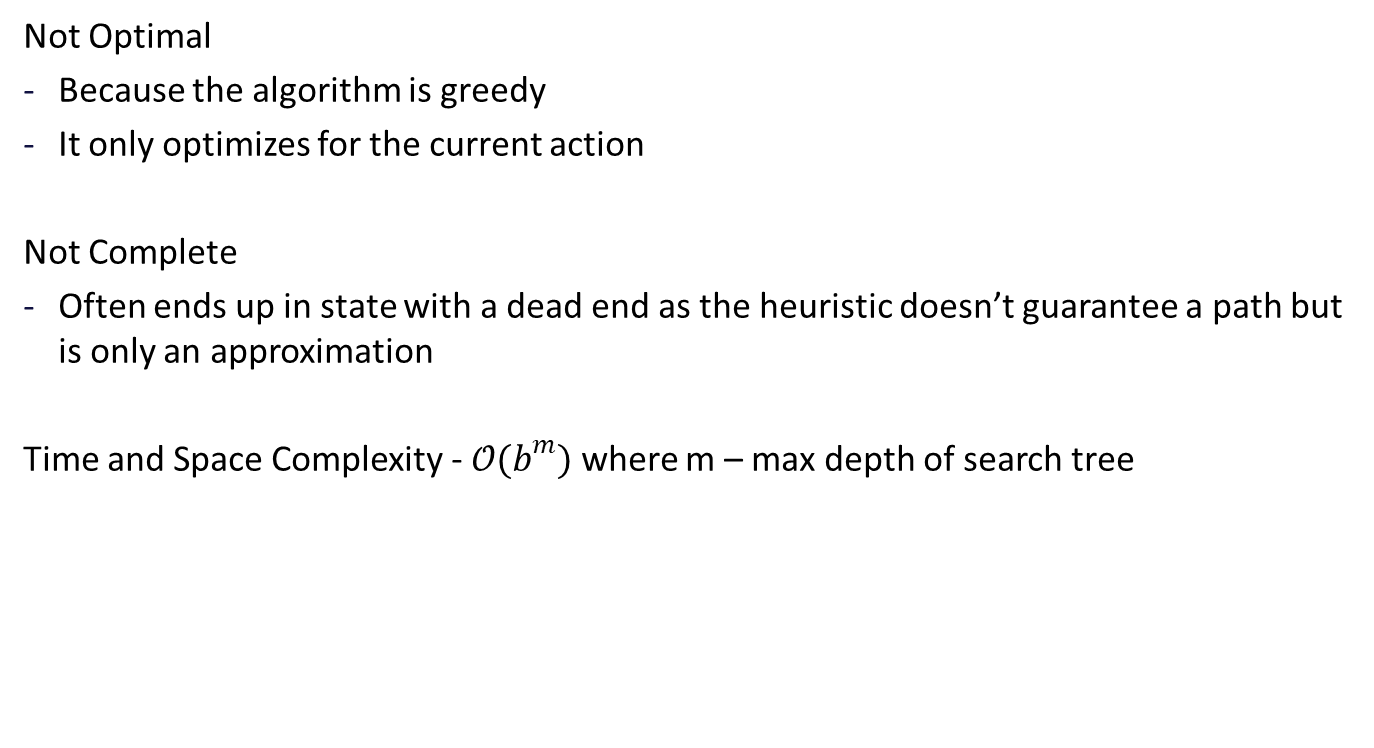 Not Optimal
- Because the algorithm is greedy
- It only optimizes for the current action
Not Complete
- Often ends up in state with a dead end as the heuristic doesn’t guarantee a path but
is only an approximation
Time and Space Complexity - 𝒪(𝑏^𝑚) where m – max depth of search tree